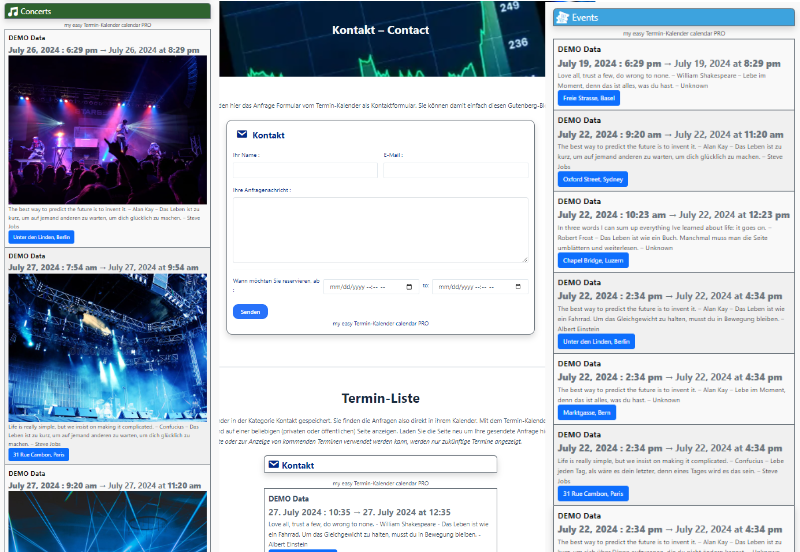 Concerts
my easy Termin-Kalender calendar PRO
DEMO Data
July 26, 2024 : 6:29 pm → July 26, 2024 at 8:29 pm
The best way to predict the future is to invent it. – Alan Kay – Das Leben ist zu
kurz, um auf jemand anderen zu warten, um dich glücklich zu machen. – Steve
Jobs
Unter den Linden, Berlin
DEMO Data
July 27, 2024 : 7:54 am → July 27, 2024 at 9:54 am
Life is really simple, but we insist on making it complicated. – Confucius – Das
Leben ist zu kurz, um auf jemand anderen zu warten, um dich glücklich zu
machen. – Steve Jobs
31 Rue Cambon, Paris
DEMO Data
July 27, 2024 : 9:20 am → July 27, 2024 at 11:20 am
Kontakt – Contact
249
236
den hier das Anfrage Formular vom Termin-Kalender als Kontaktformular. Sie können damit einfach diesen Gutenberg-Bl
Kontakt
Ihr Name :
E-Mail :
Ihre Anfragenachricht :
Wann möchtan Sie reservieren, ab
:
mm/dd/yyyy --:-- --
to:
mm/dd/yyyy --:-- --
Senden
my easy Termin-Kalender calendar PRO
Termin-Liste
der in der Kategorie Kontakt gespeichert. Sie finden die Anfragen also direkt in ihrem Kalender. Mit dem Termin-Kalende
d auf einer beliebigen (privaten oder öffentlichen) Seite anzeigen. Laden Sie die Seite neu um Ihre gesendete Anfrage hi
te oder zur Anzeige von kommenden Terminen verwendet werden kann, werden nur zukünftige Termine angezeigt.
Kontakt
my easy Termin-Kalender calendar PRO
DEMO Data
27. July 2024 : 10:35 → 27. July 2024 at 12:35
Love all, trust a few, do wrong to none. – William Shakespeare – Das Leben ist wie
ein Fahrrad. Um das Gleichgewicht zu halten, musst du in Bewegung bleiben. –
Albert Einstein
Events
my easy Termin-Kalender calendar PRO
DEMO Data
July 19, 2024 : 6:29 pm → July 19, 2024 at 8:29 pm
Love all, trust a few, do wrong to none. – William Shakespeare – Lebe im
Moment, denn das ist alles, was du hast. – Unknown
Freie Strasse, Basel
DEMO Data
July 22, 2024 : 9:20 am → July 22, 2024 at 11:20 am
The best way to predict the future is to invent it. – Alan Kay – Das Leben ist zu
kurz, um auf jemand anderen zu warten, um dich glücklich zu machen. – Steve
Jobs
Oxford Street, Sydney
DEMO Data
July 22, 2024 : 10:23 am → July 22, 2024 at 12:23 pm
In three words I can sum up everything Ive learned about life: it goes on. –
Robert Frost – Das Leben ist wie ein Buch. Manchmal muss man die Seite
umblättern und weiterlesen. – Unknown
Chapel Bridge, Luzern
DEMO Data
July 22, 2024 : 2:34 pm → July 22, 2024 at 4:34 pm
The best way to predict the future is to invent it. – Alan Kay – Das Leben ist wie
ein Fahrrad. Um das Gleichgewicht zu halten, musst du in Bewegung bleiben. –
Albert Einstein
Unter den Linden, Berlin
DEMO Data
July 22, 2024 : 2:34 pm → July 22, 2024 at 4:34 pm
The best way to predict the future is to invent it. – Alan Kay – Lebe im Moment,
denn das ist alles, was du hast. – Unknown
Marktgasse, Bern
DEMO Data
July 22, 2024 : 2:34 pm → July 22, 2024 at 4:34 pm
Life is really simple, but we insist on making it complicated. – Confucius – Lebe
jeden Tag, als wäre es dein letzter, denn eines Tages wird es das sein. – Steve
Jobs
31 Rue Cambon, Paris
DEMO Data
July 22, 2024 : 2:34 pm → July 22, 2024 at 4:34 pm
The best way to predict the future is to invent it. – Alan Kay – Das Leben ist zu